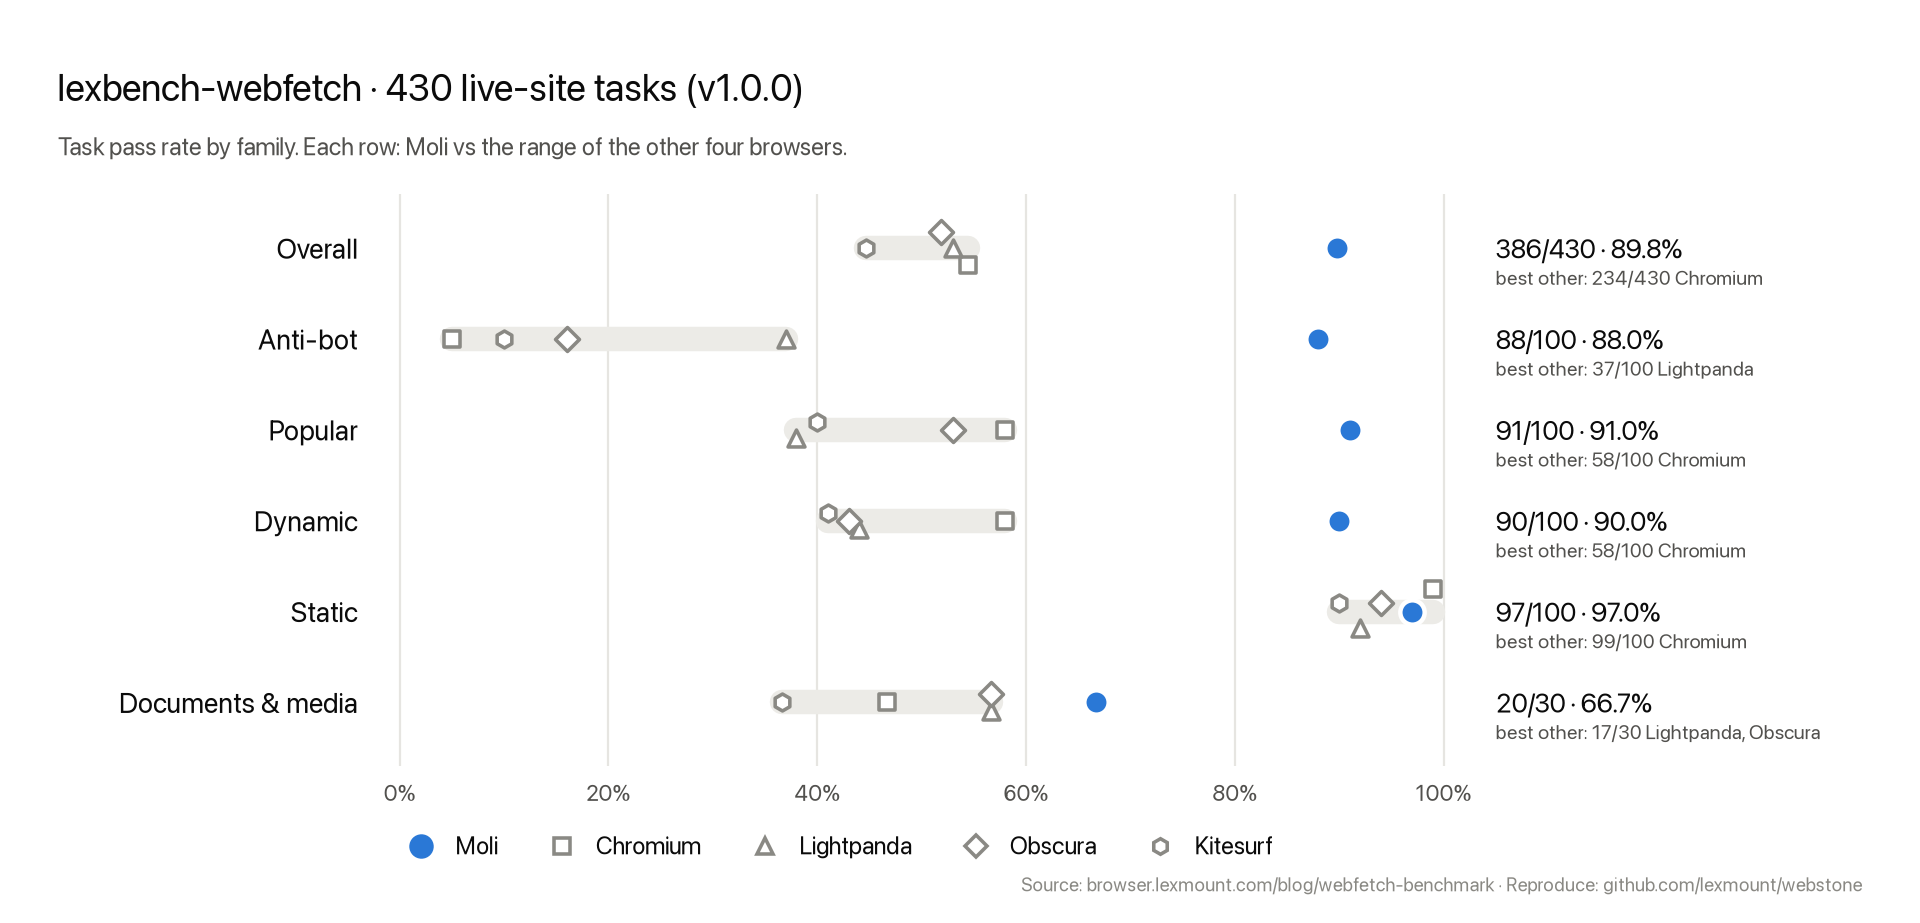 lexbench-webfetch · 430 live-site tasks (v1.0.0)
Task pass rate by family. Each row: Moli vs the range of the other four browsers.
Overall
386/430 · 89.8%
best other: 234/430 Chromium
Anti-bot
88/100 · 88.0%
best other: 37/100 Lightpanda
Popular
91/100 · 91.0%
best other: 58/100 Chromium
Dynamic
90/100 · 90.0%
best other: 58/100 Chromium
Static
97/100 · 97.0%
best other: 99/100 Chromium
Documents & media
20/30 · 66.7%
best other: 17/30 Lightpanda, Obscura
0% 20% 40% 60% 80% 100%
Moli Chromium Lightpanda Obscura Kitesurf
Source: browser.lexmount.com/blog/webfetch-benchmark · Reproduce: github.com/lexmount/webstone